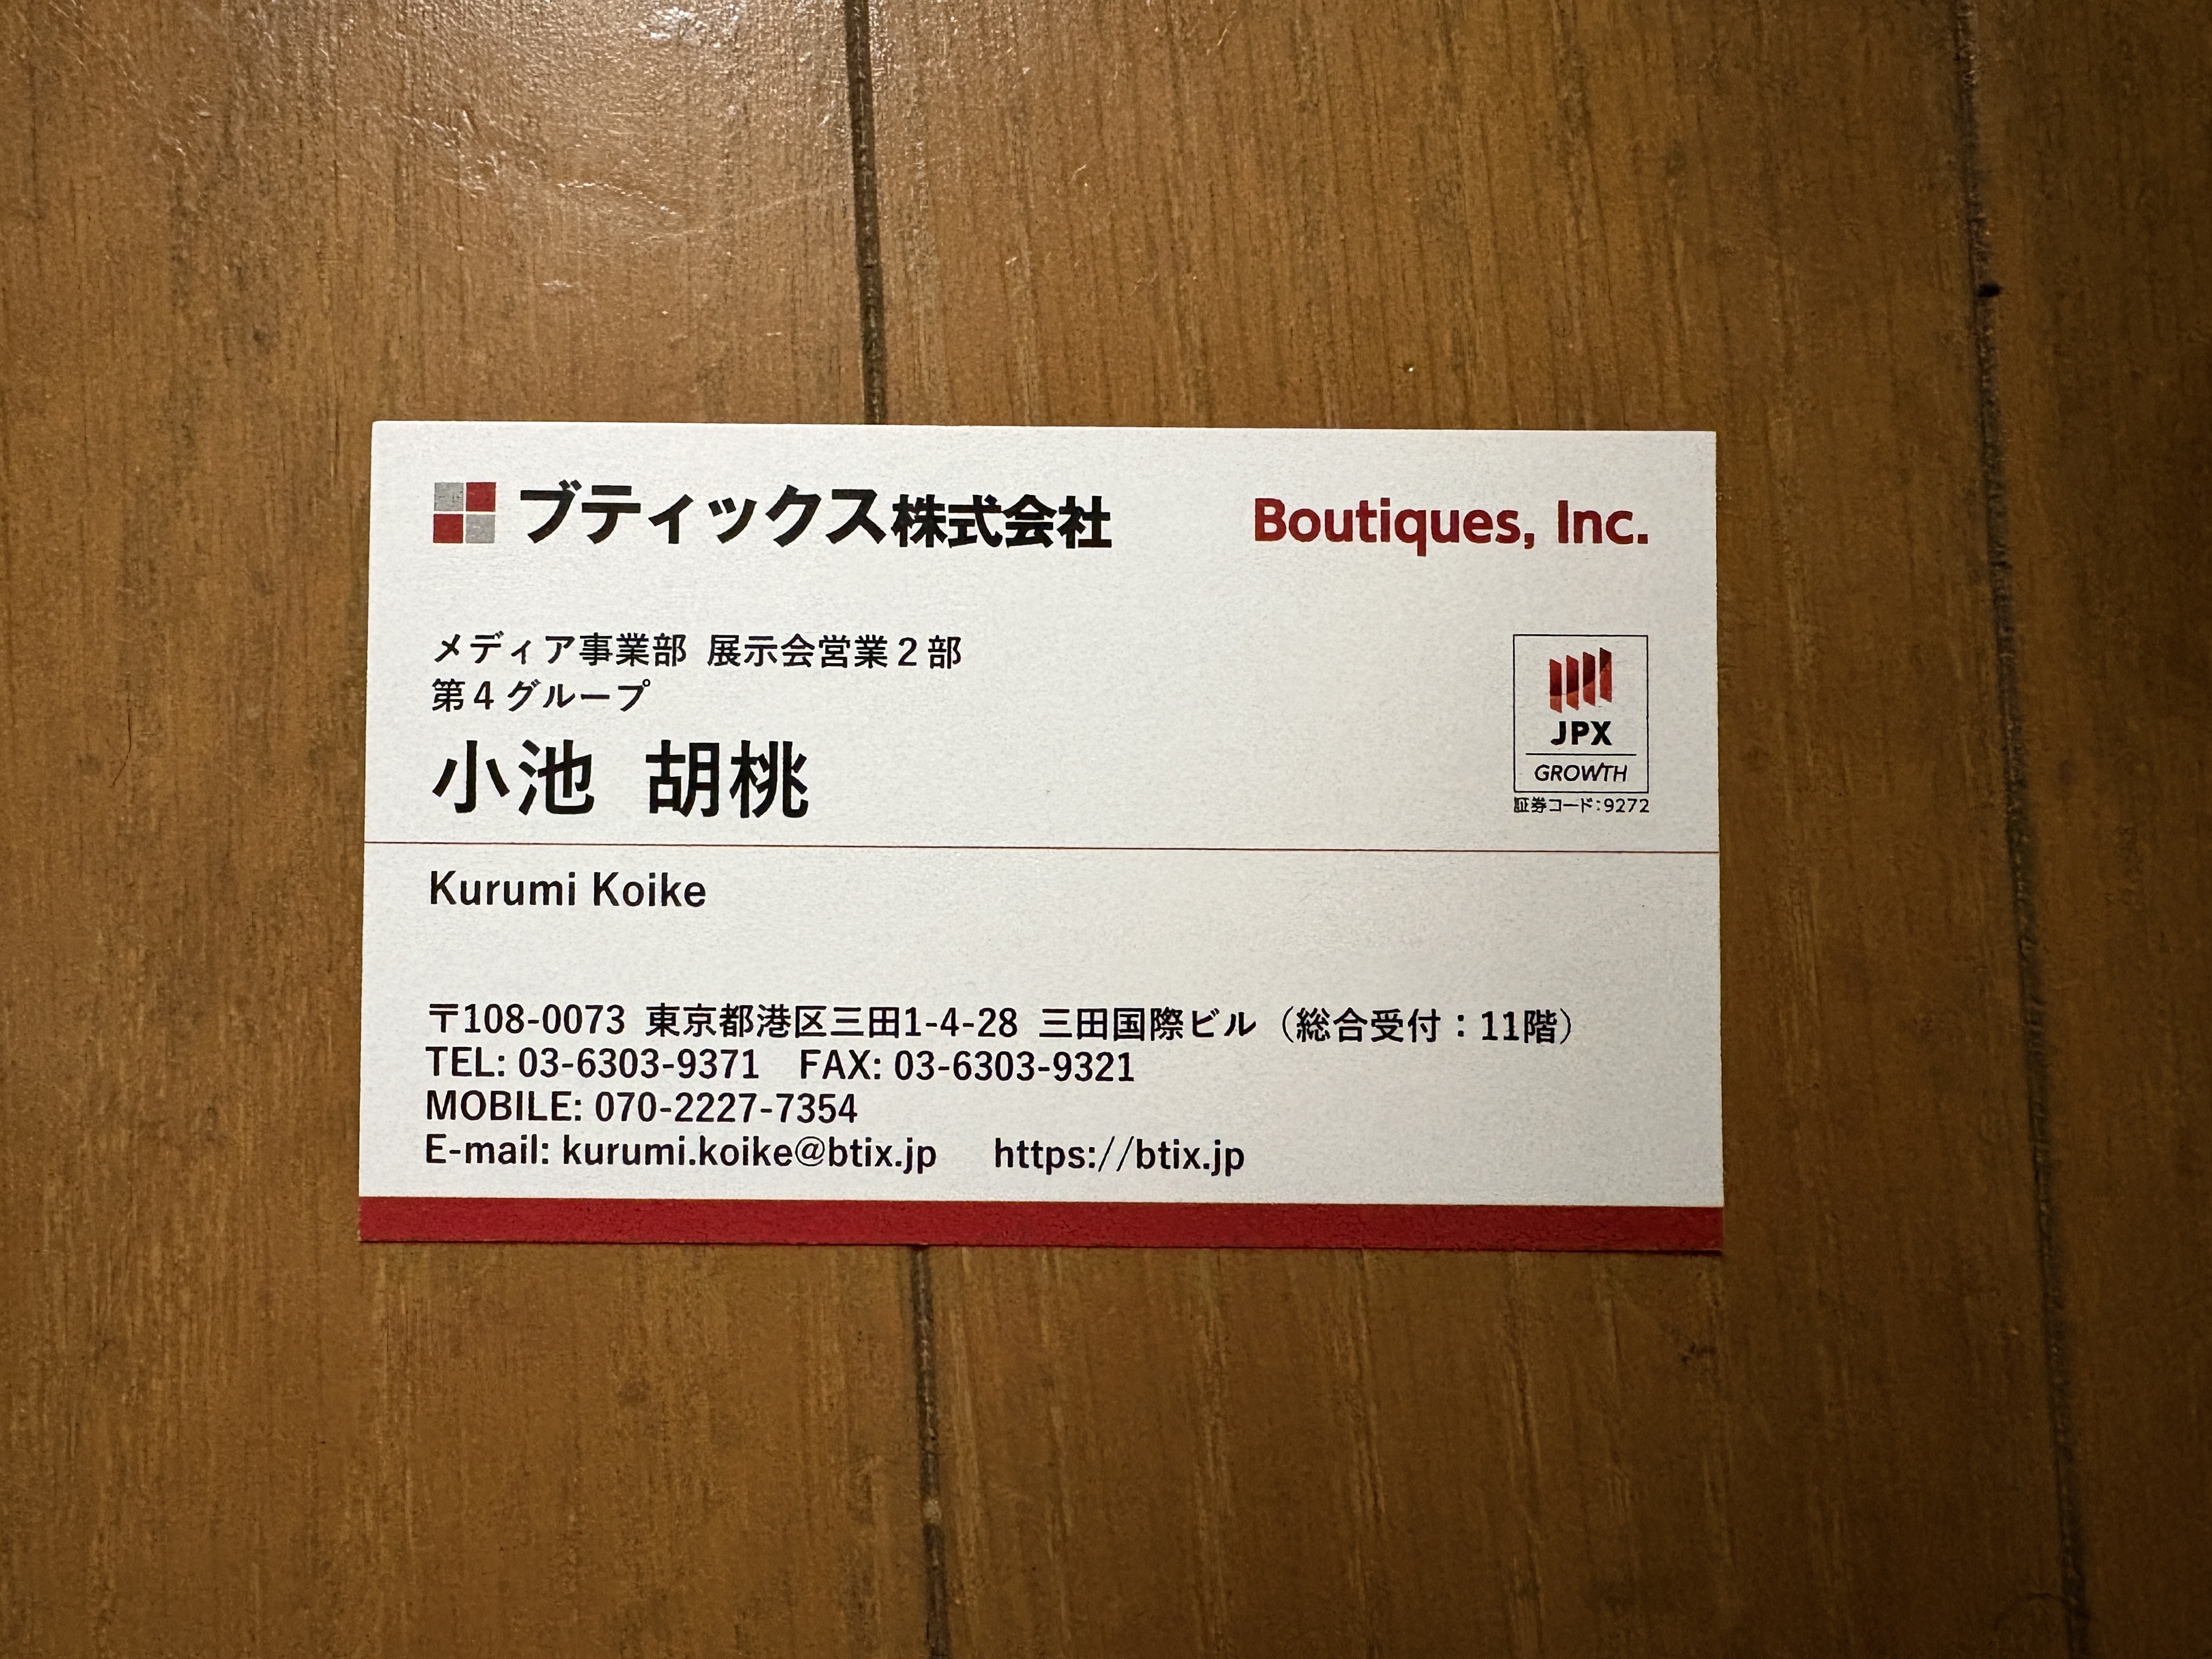 ブティックス株式会社 Boutiques, Inc.
メディア事業部 展示会営業2部
第4グループ
小池 胡桃
JPX
GROWTH
証券コード:9272
Kurumi Koike
〒108-0073 東京都港区三田1-4-28 三田国際ビル（総合受付：11階）
TEL: 03-6303-9371 FAX: 03-6303-9321
MOBILE: 070-2227-7354
E-mail: kurumi.koike@btix.jp https://btix.jp